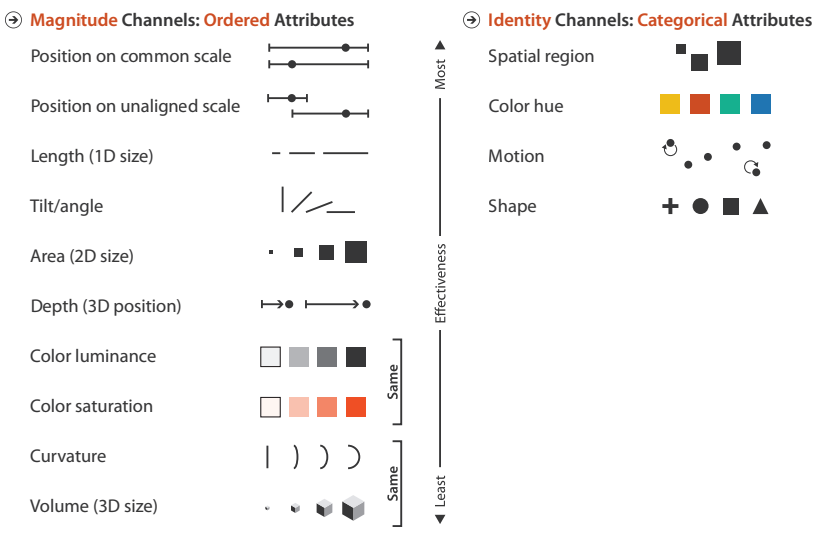 Magnitude Channels: Ordered Attributes
Position on common scale
Position on unaligned scale
Length (1D size)
Tilt/angle
Area (2D size)
Depth (3D position)
Color luminance
Color saturation
Same
Curvature
Volume (3D size)
Same
Most
Effectiveness
Least
Identity Channels: Categorical Attributes
Spatial region
Color hue
Motion
Shape